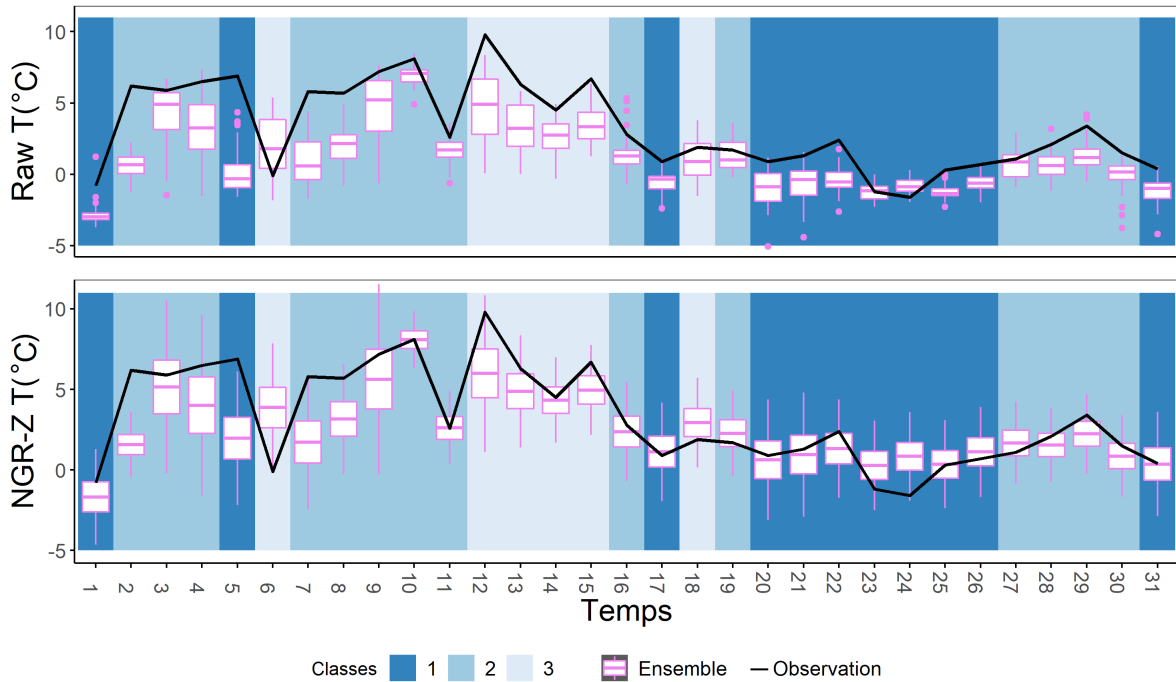 Raw T(°C)
10
5
0
-5
NGR-Z T(°C)
10
5
0
-5
1 2 3 4 5 6 7 8 9 10 11 12 13 14 15 16 17 18 19 20 21 22 23 24 25 26 27 28 29 30 31
Temps
Classes 1 2 3 Ensemble Observation